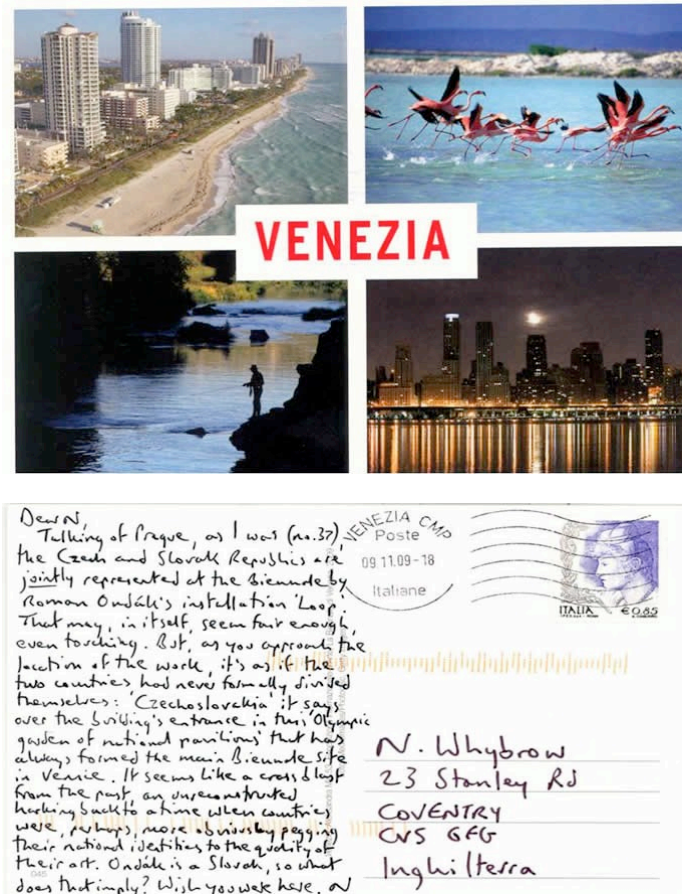 VENEZIA
Dear N,
Talking of Prague, as I was (no.37),
the Czech and Slovak Republics are
jointly represented at the Biennale by
Roman Ondák's installation 'Loop'.
That may, in itself, seem fair enough,
even touching. But, as you approach the
location of the work, it's as if the
two countries had never formally divided
themselves: 'Czechoslovakia' it says
over the building's entrance in this 'Olympic
garden of national pavilions' that has
always formed the main Biennale site
in Venice. It seems like a cross blast
from the past, an unreconstructed
harking back to a time when countries
were, perhaps, more obviously pegging
their national identities to the quality of
their art. Ondák is a Slovak, so what
does that imply? Wish you were here, N
045
VENEZIA CMP
Poste
09.11.09-18
Italiane
ITALIA €0,85
N. Whybrow
23 Stanley Rd
COVENTRY
CV5 6FG
Inghilterra